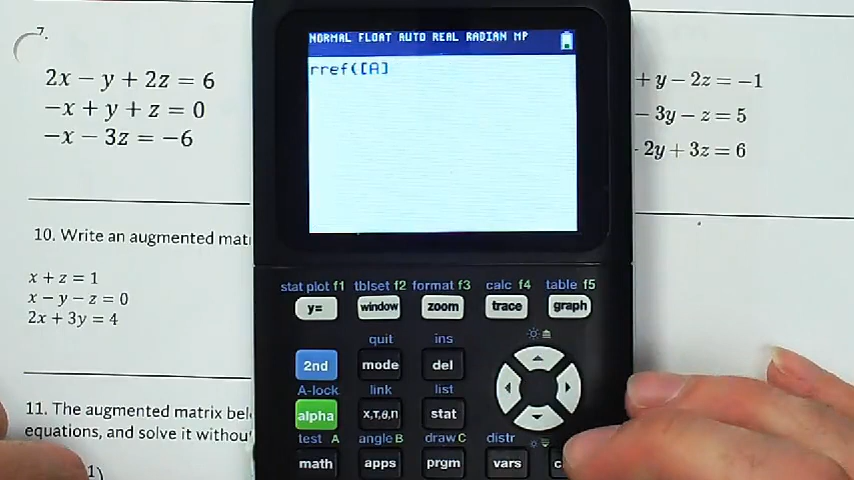 7.
2x − y + 2z = 6
−x + y + z = 0
−x − 3z = −6
+ y − 2z = −1
− 3y − z = 5
2y + 3z = 6
10. Write an augmented
x + z = 1
x − y − z = 0
2x + 3y = 4
11. The augmented matrix
equations, and solve it
1)
NORMAL FLOAT AUTO REAL RADIAN MP
rref([A]
stat plot f1 tblset f2 format f3 calc f4 table f5
y= window zoom trace graph
quit ins
2nd mode del
A-lock link list
alpha X,T,θ,n stat
test A angle B draw C distr
math apps prgm vars